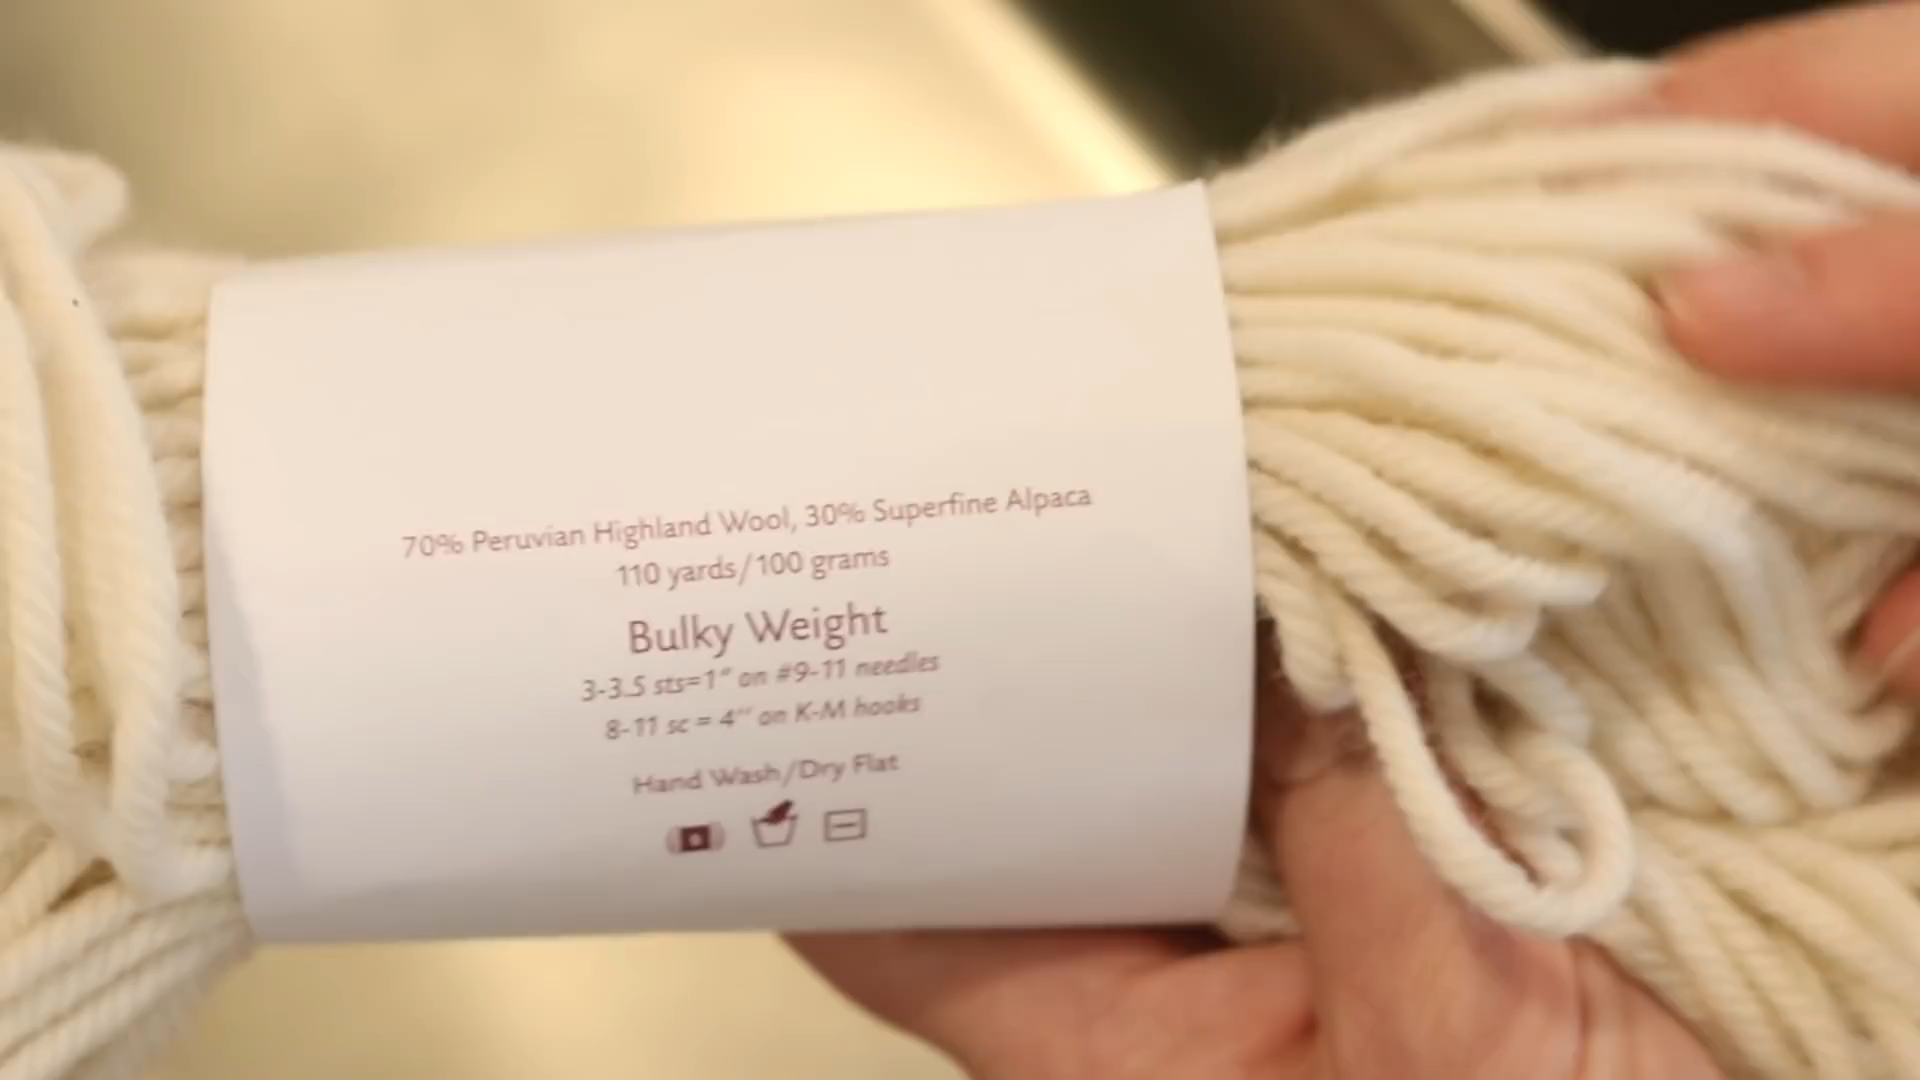 70% Peruvian Highland Wool, 30% Superfine Alpaca
110 yards/100 grams
Bulky Weight
3-3.5 sts=1" on #9-11 needles
8-11 sc = 4" on K-M hooks
Hand Wash/Dry Flat